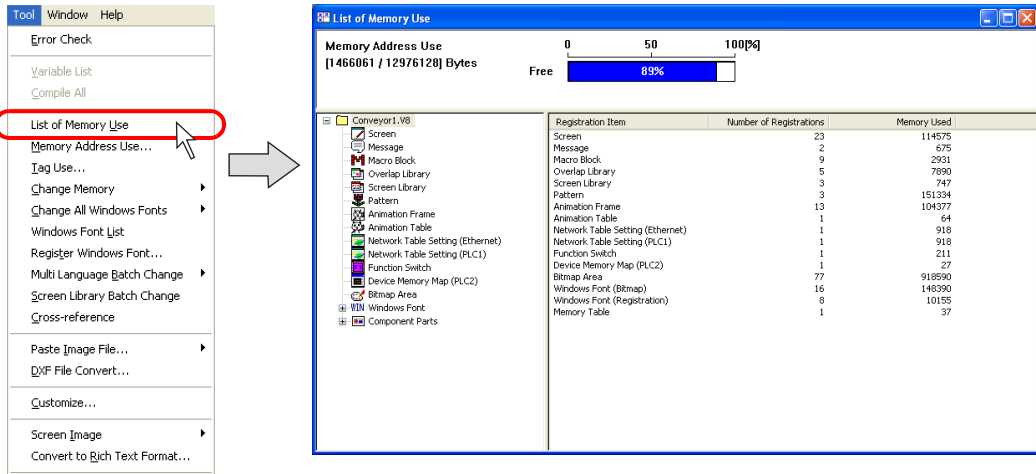 Tool Window Help
Error Check
Variable List
Compile All
List of Memory Use
Memory Address Use...
Tag Use...
Change Memory
Change All Windows Fonts
Windows Font List
Register Windows Font...
Multi Language Batch Change
Screen Library Batch Change
Cross-reference
Paste Image File...
DXF File Convert...
Customize...
Screen Image
Convert to Rich Text Format...
List of Memory Use
Memory Address Use
[1466061 / 12976128] Bytes
0 50 100[%]
Free 89%
Conveyor1.V8
Screen
Message
Macro Block
Overlap Library
Screen Library
Pattern
Animation Frame
Animation Table
Network Table Setting (Ethernet)
Network Table Setting (PLC1)
Function Switch
Device Memory Map (PLC2)
Bitmap Area
WIN Windows Font
Component Parts
Registration Item Number of Registrations Memory Used
Screen 23 114575
Message 2 675
Macro Block 9 2931
Overlap Library 5 7890
Screen Library 3 747
Pattern 3 151334
Animation Frame 13 104377
Animation Table 1 64
Network Table Setting (Ethernet) 1 918
Network Table Setting (PLC1) 1 918
Function Switch 1 211
Device Memory Map (PLC2) 1 27
Bitmap Area 77 918590
Windows Font (Bitmap) 16 148390
Windows Font (Registration) 8 10155
Memory Table 1 37